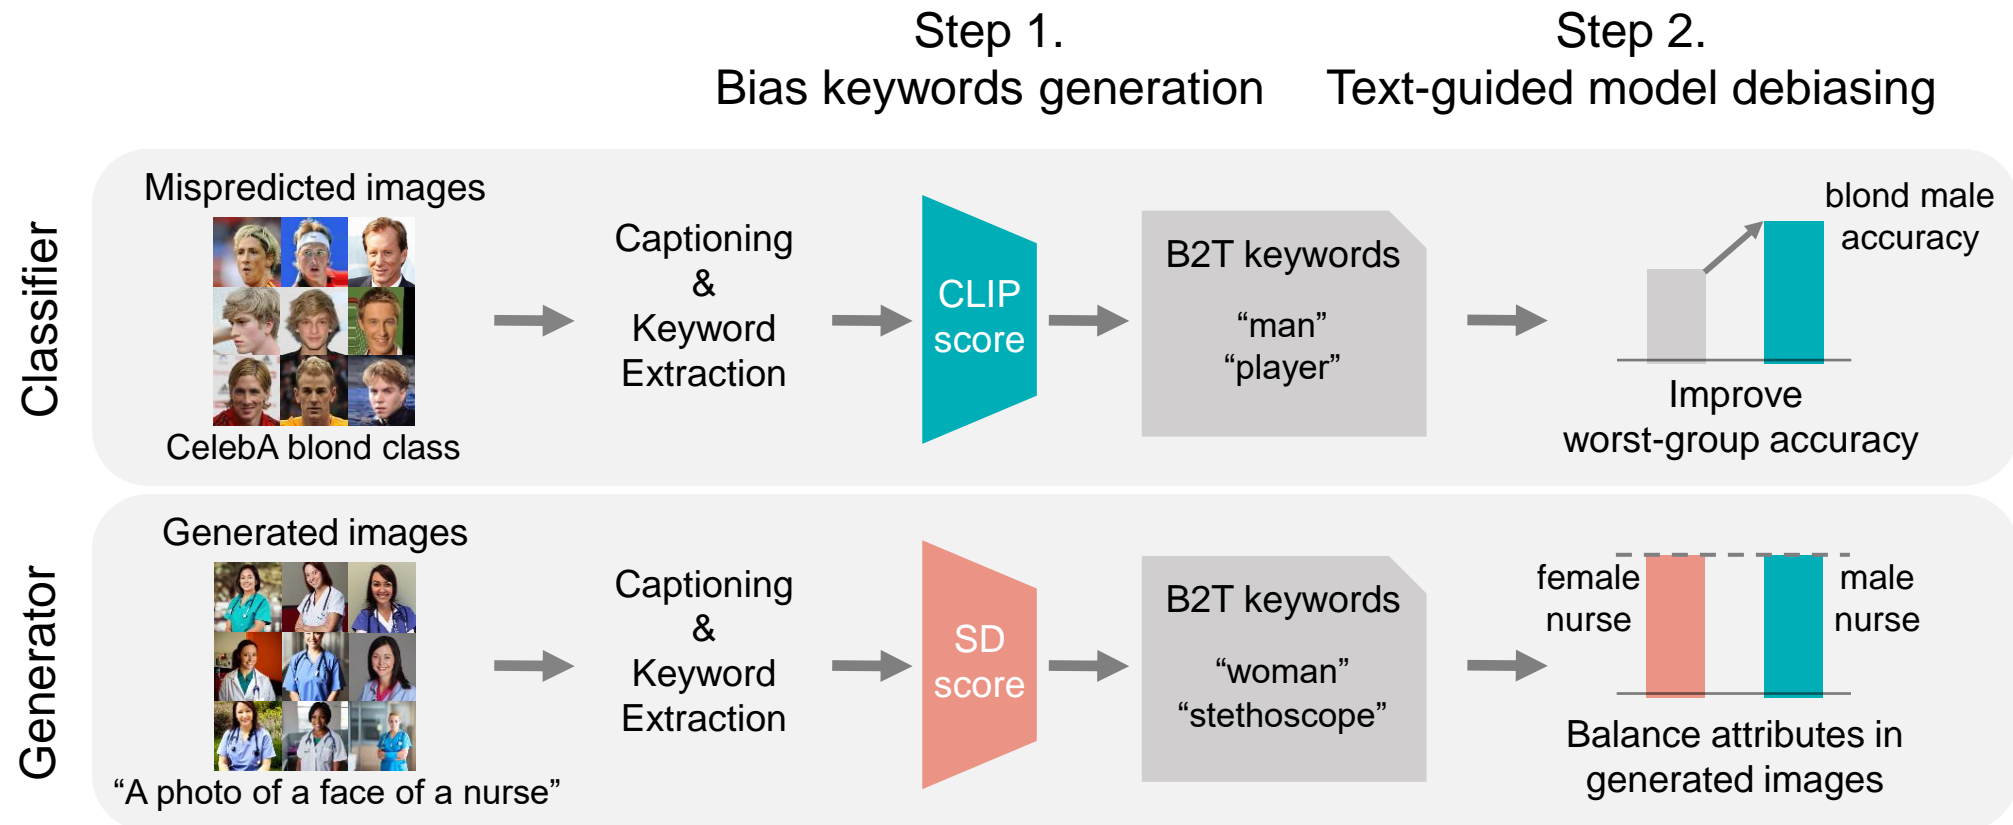 Step 1.
Bias keywords generation
Step 2.
Text-guided model debiasing
Classifier
Mispredicted images
CelebA blond class
Captioning
&
Keyword
Extraction
CLIP
score
B2T keywords
“man”
“player”
blond male
accuracy
Improve
worst-group accuracy
Generator
Generated images
“A photo of a face of a nurse”
Captioning
&
Keyword
Extraction
SD
score
B2T keywords
“woman”
“stethoscope”
female
nurse
male
nurse
Balance attributes in
generated images